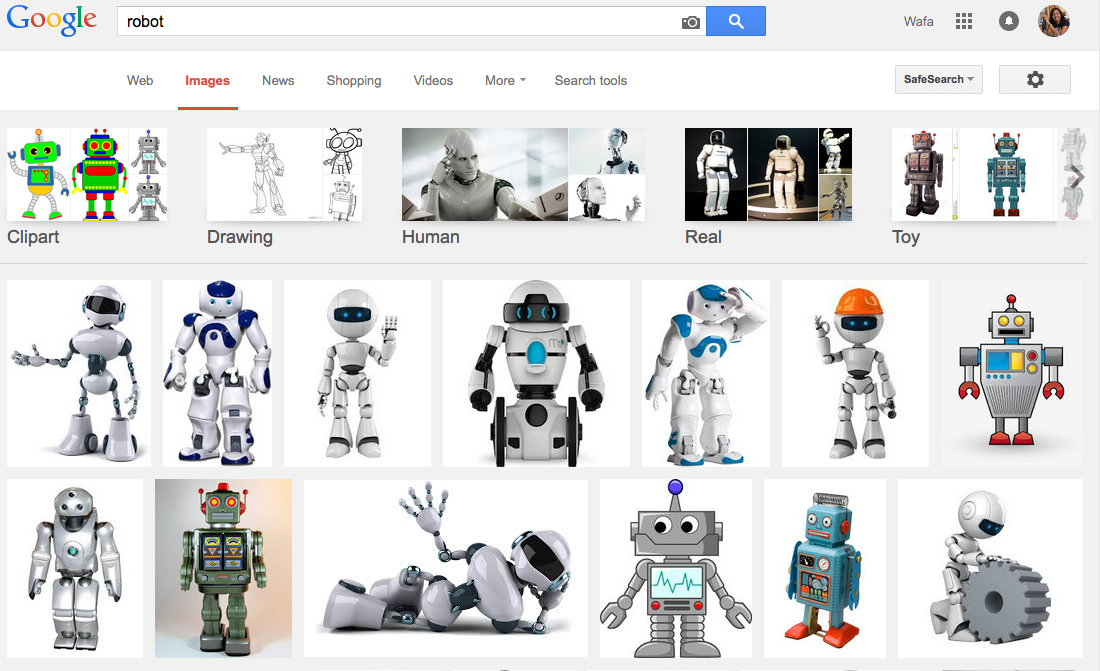 Google robot Wafa
Web Images News Shopping Videos More Search tools SafeSearch
Clipart Drawing Human Real Toy